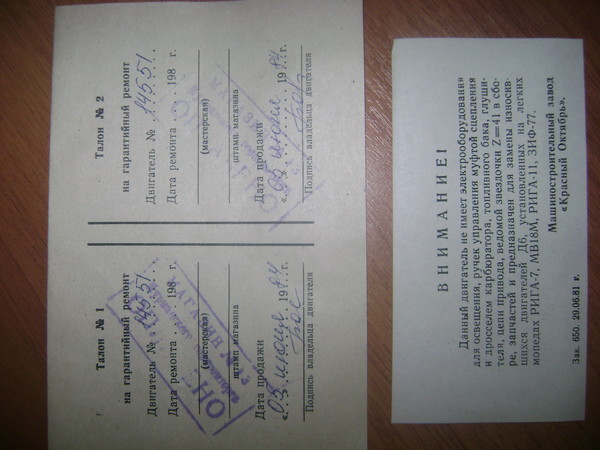 Талон № 1
на гарантийный ремонт
Двигатель № 14551
Дата ремонта 198 г.
(мастерская)
штамп магазина
Дата продажи
«05 июня 1984 г.
Подпись владельца двигателя
Талон № 2
на гарантийный ремонт
Двигатель № 14551
Дата ремонта 198 г.
(мастерская)
штамп магазина
Дата продажи
«05 июня 1984 г.
Подпись владельца двигателя
ВНИМАНИЕ!
Данный двигатель не имеет электрооборудования
для освещения, ручек управления муфтой сцепления
и дросселем карбюратора, топливного бака, глуши-
теля, цепи привода, ведомой звездочки Z=41 в сбо-
ре, запчастей и предназначен для замены износив-
шихся двигателей Д6, установленных на легких
мопедах РИГА-7, МВ18М, РИГА-11, ЗИФ-77.
Машиностроительный завод
«Красный Октябрь».
Зак. 650. 29.06.81 г.